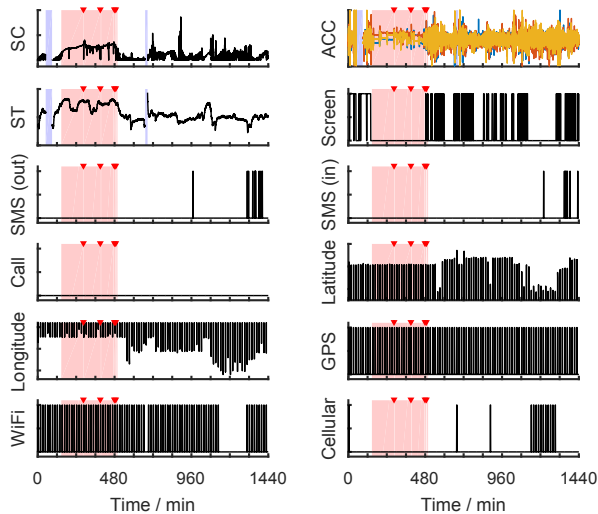 SC
ACC
ST
Screen
SMS (out)
SMS (in)
Call
Latitude
Longitude
GPS
WiFi
Cellular
0 480 960 1440
0 480 960 1440
Time / min
Time / min